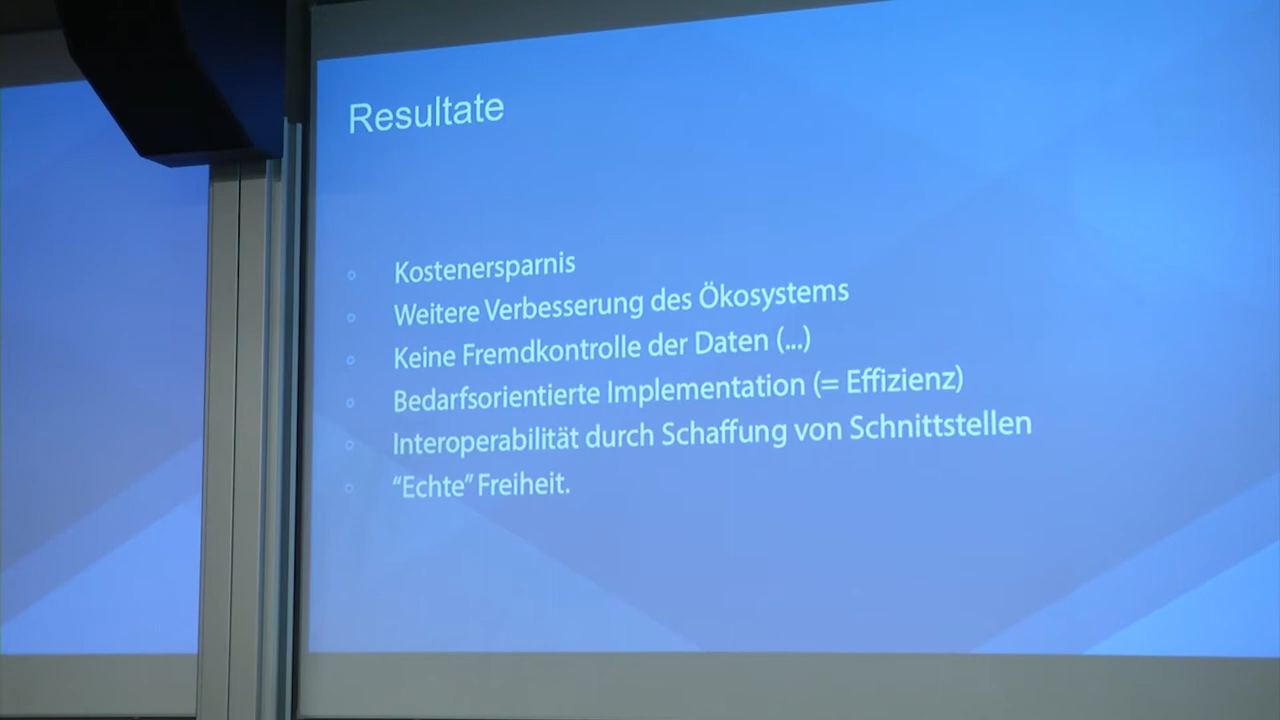 Resultate
Kostenersparnis
Weitere Verbesserung des Ökosystems
Keine Fremdkontrolle der Daten (...)
Bedarfsorientierte Implementation (= Effizienz)
Interoperabilität durch Schaffung von Schnittstellen
“Echte” Freiheit.